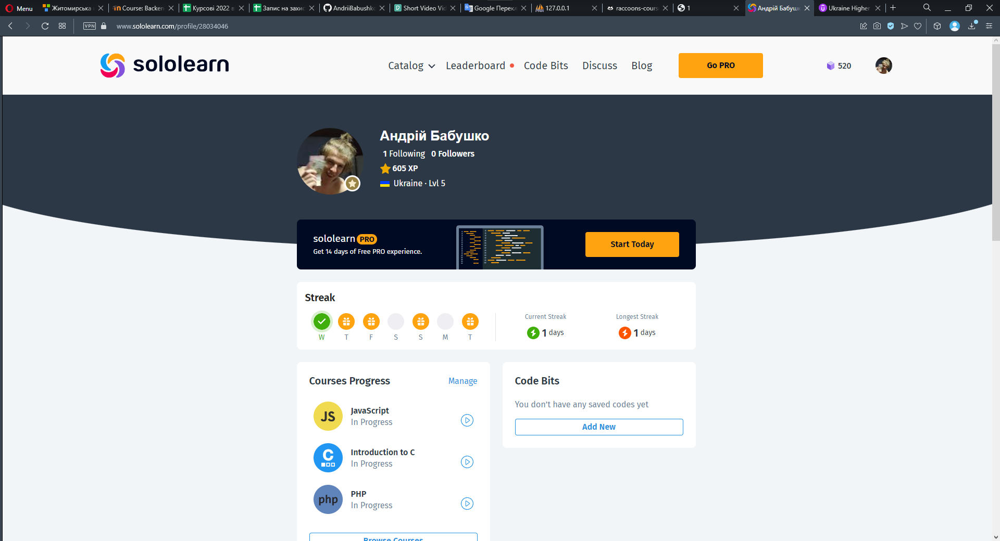 Menu
Житомирська
Course: Backen
Курсові 2022 в
Запис на захис
AndriiBabushko
Short Video Vid
Google Перекл
127.0.0.1
raccoons-cours
1
Андрій Бабушк
Ukraine Higher
VPN
www.sololearn.com/profile/28034046
sololearn
Catalog
Leaderboard
Code Bits
Discuss
Blog
Go PRO
520
Андрій Бабушко
1 Following 0 Followers
605 XP
Ukraine · Lvl 5
sololearn PRO
Get 14 days of Free PRO experience.
Start Today
Streak
W T F S S M T
Current Streak
1 days
Longest Streak
1 days
Courses Progress
Manage
JS
JavaScript
In Progress
C
Introduction to C
In Progress
php
PHP
In Progress
Browse Courses
Code Bits
You don't have any saved codes yet
Add New